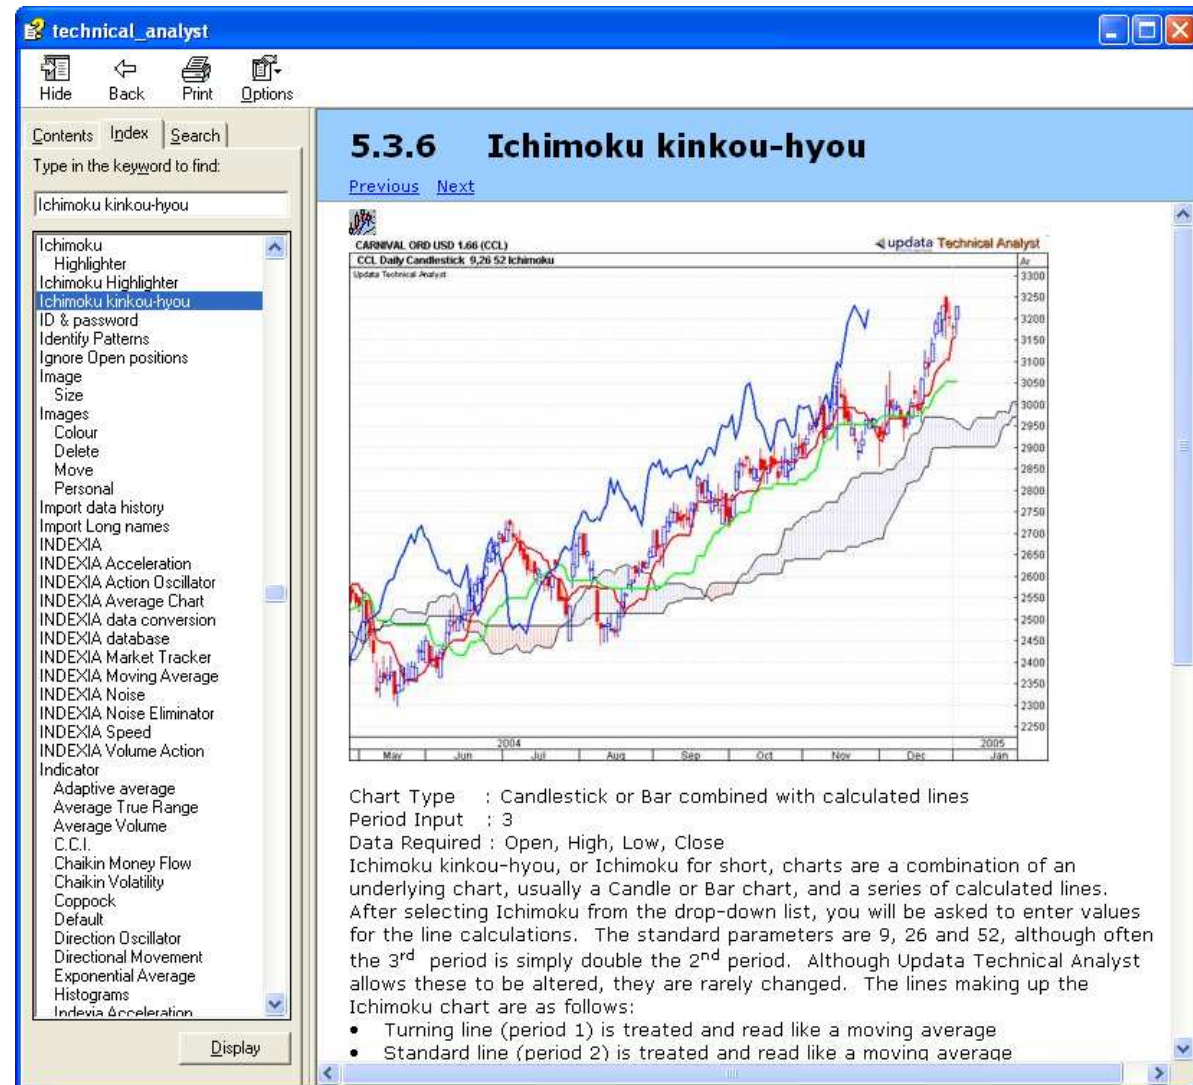 technical_analyst
Hide Back Print Options
Contents Index Search
Type in the keyword to find:
Ichimoku kinkou-hyou
Ichimoku
Highlighter
Ichimoku Highlighter
Ichimoku kinkou-hyou
ID & password
Identify Patterns
Ignore Open positions
Image
Size
Images
Colour
Delete
Move
Personal
Import data history
Import Long names
INDEXIA
INDEXIA Acceleration
INDEXIA Action Oscillator
INDEXIA Average Chart
INDEXIA data conversion
INDEXIA database
INDEXIA Market Tracker
INDEXIA Moving Average
INDEXIA Noise
INDEXIA Noise Eliminator
INDEXIA Speed
INDEXIA Volume Action
Indicator
Adaptive average
Average True Range
Average Volume
C.C.I.
Chaikin Money Flow
Chaikin Volatility
Coppock
Default
Direction Oscillator
Directional Movement
Exponential Average
Histograms
Indexia Acceleration
Display
5.3.6 Ichimoku kinkou-hyou
Previous Next
CARNIVAL ORD USD 1.66 (CCL)
updata Technical Analyst
CCL Daily Candlestick 9,26 52 Ichimoku
Ar
Updata Technical Analyst
3300
3250
3200
3150
3100
3050
3000
2950
2900
2850
2800
2750
2700
2650
2600
2550
2500
2450
2400
2350
2300
2250
2004 2005
May Jun Jul Aug Sep Oct Nov Dec Jan
Chart Type : Candlestick or Bar combined with calculated lines
Period Input : 3
Data Required : Open, High, Low, Close
Ichimoku kinkou-hyou, or Ichimoku for short, charts are a combination of an
underlying chart, usually a Candle or Bar chart, and a series of calculated lines.
After selecting Ichimoku from the drop-down list, you will be asked to enter values
for the line calculations. The standard parameters are 9, 26 and 52, although often
the 3rd period is simply double the 2nd period. Although Updata Technical Analyst
allows these to be altered, they are rarely changed. The lines making up the
Ichimoku chart are as follows:
• Turning line (period 1) is treated and read like a moving average
• Standard line (period 2) is treated and read like a moving average